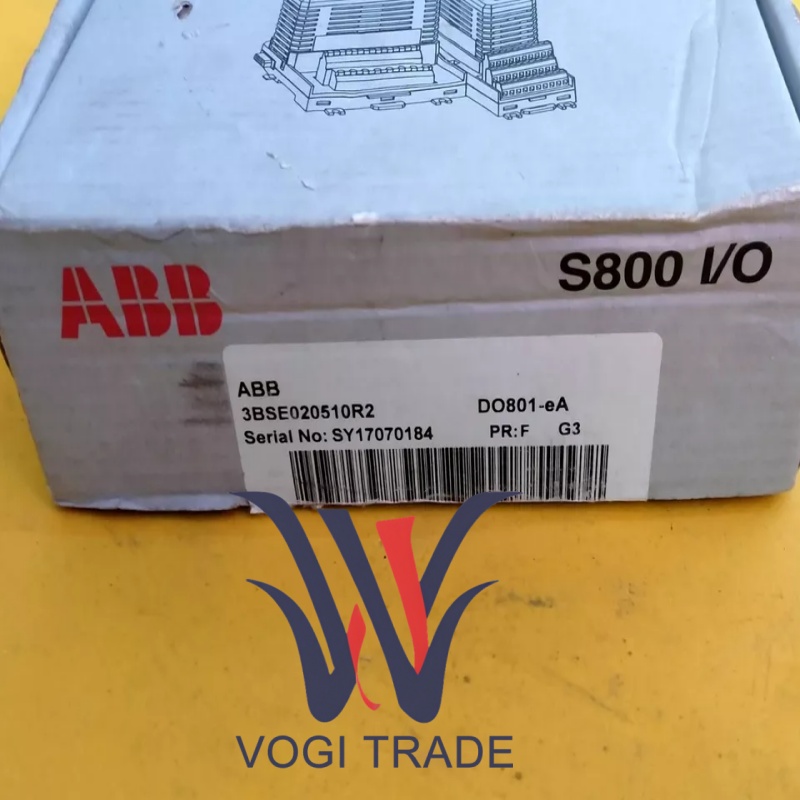 S800 I/O
ABB
ABB
3BSE020510R2 DO801-eA
Serial No: SY17070184 PR:F G3
VOGI TRADE